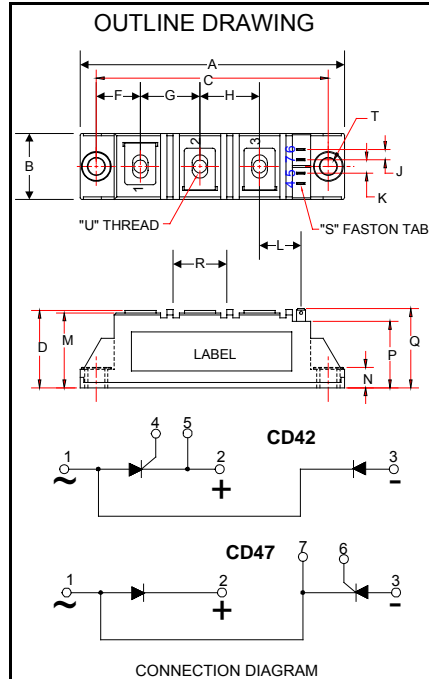 OUTLINE DRAWING
A
C
F G H T
B
1 2 3
4 5 7 6
J
K
"U" THREAD
L
"S" FASTON TAB
R
D M
LABEL
N P Q
4 5
CD42
1 2 3
~ + -
CD47
7 6
1 2 3
~ + -
CONNECTION DIAGRAM